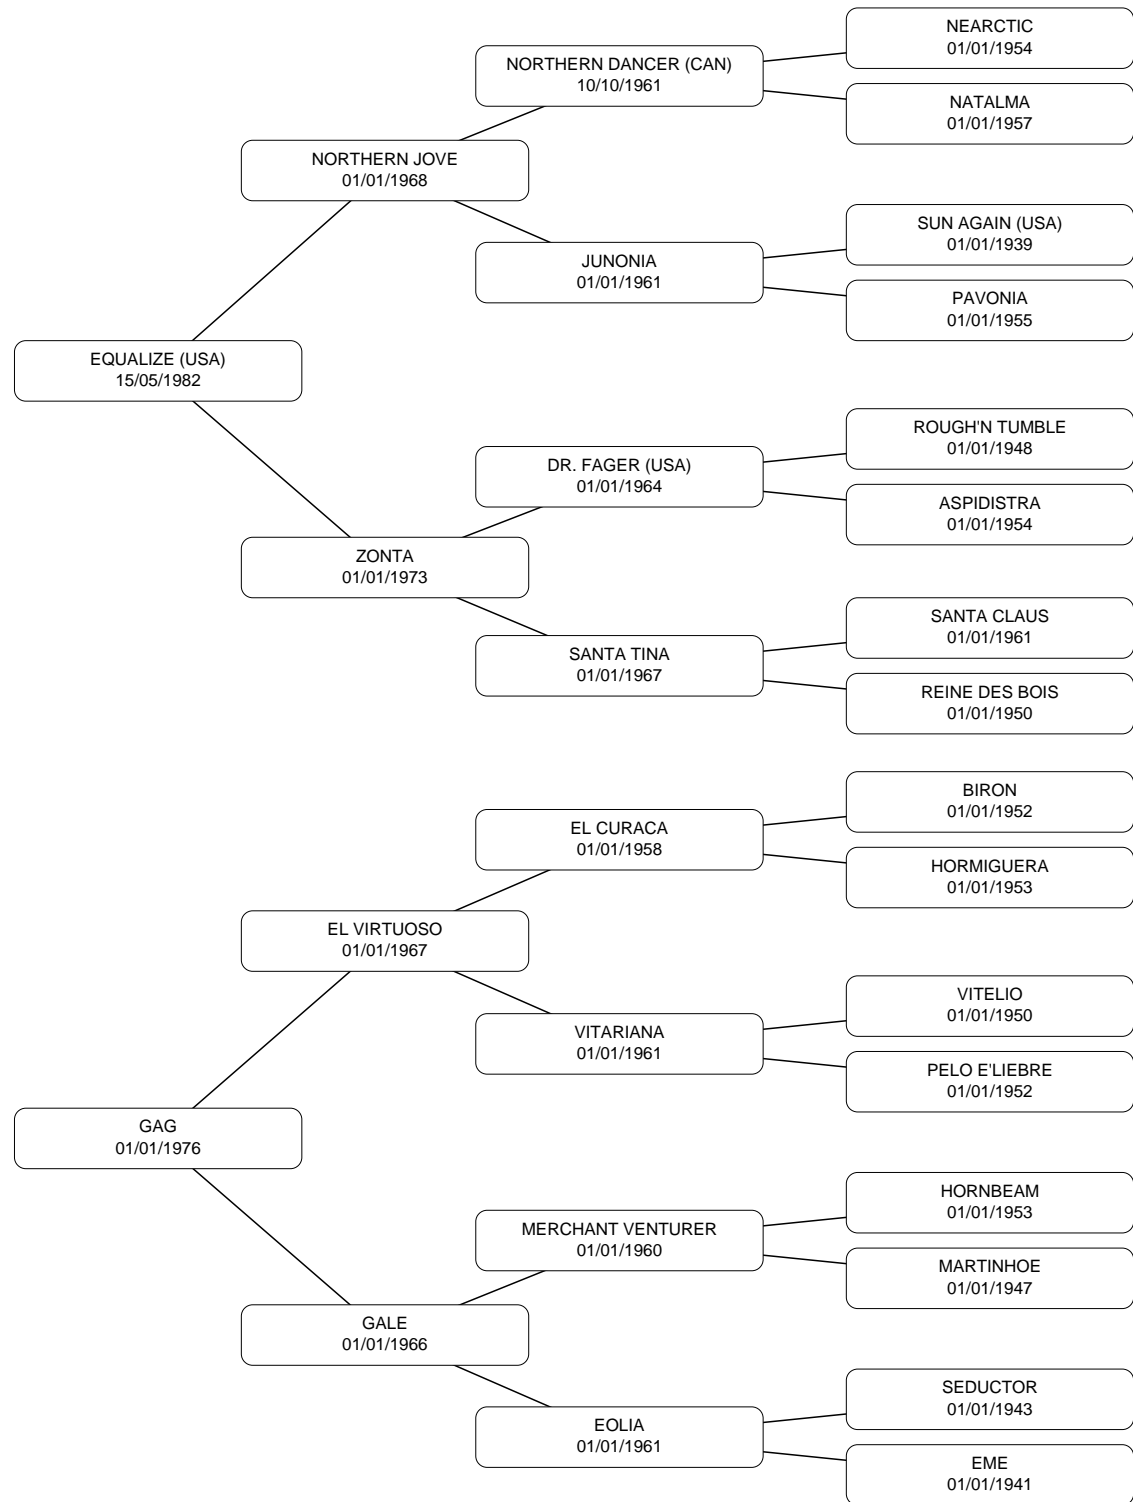 NEARCTIC
01/01/1954
NORTHERN DANCER (CAN)
10/10/1961
NATALMA
01/01/1957
NORTHERN JOVE
01/01/1968
SUN AGAIN (USA)
01/01/1939
JUNONIA
01/01/1961
PAVONIA
01/01/1955
EQUALIZE (USA)
15/05/1982
ROUGH'N TUMBLE
01/01/1948
DR. FAGER (USA)
01/01/1964
ASPIDISTRA
01/01/1954
ZONTA
01/01/1973
SANTA CLAUS
01/01/1961
SANTA TINA
01/01/1967
REINE DES BOIS
01/01/1950
BIRON
01/01/1952
EL CURACA
01/01/1958
HORMIGUERA
01/01/1953
EL VIRTUOSO
01/01/1967
VITELIO
01/01/1950
VITARIANA
01/01/1961
PELO E'LIEBRE
01/01/1952
GAG
01/01/1976
HORNBEAM
01/01/1953
MERCHANT VENTURER
01/01/1960
MARTINHOE
01/01/1947
GALE
01/01/1966
SEDUCTOR
01/01/1943
EOLIA
01/01/1961
EME
01/01/1941